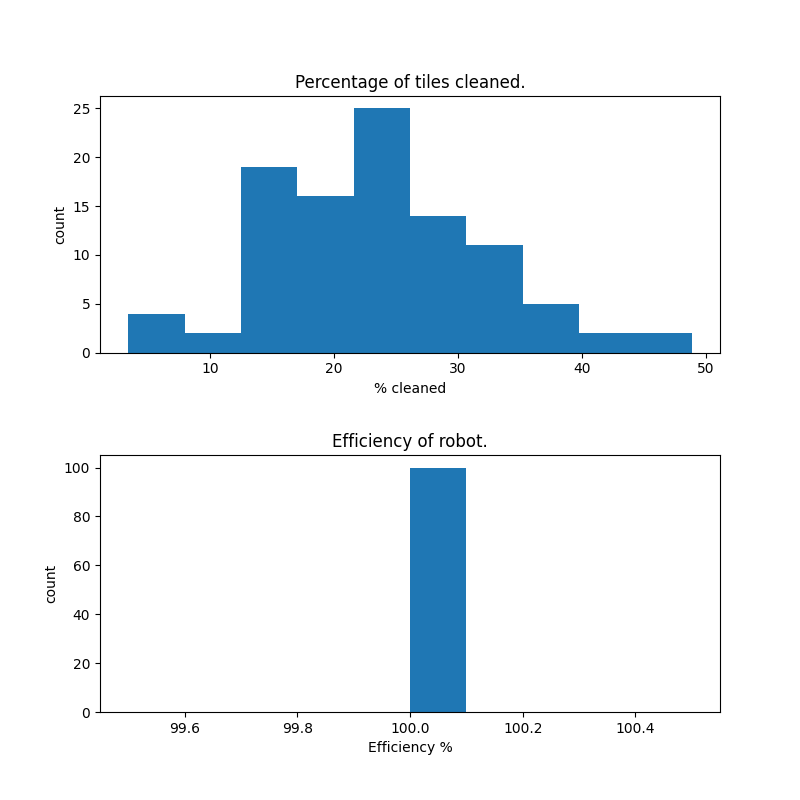 Percentage of tiles cleaned.
25
20
15
10
5
0
count
10 20 30 40 50
% cleaned
Efficiency of robot.
100
80
60
40
20
0
count
99.6 99.8 100.0 100.2 100.4
Efficiency %